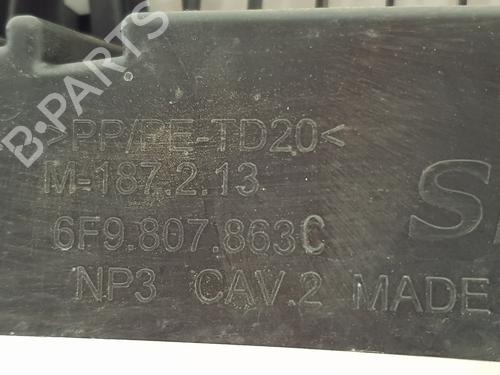 B-PARTS
>PP/PE-TD20<
M-187.2.13
6F9.807.863C
NP3 CAV.2 MADE